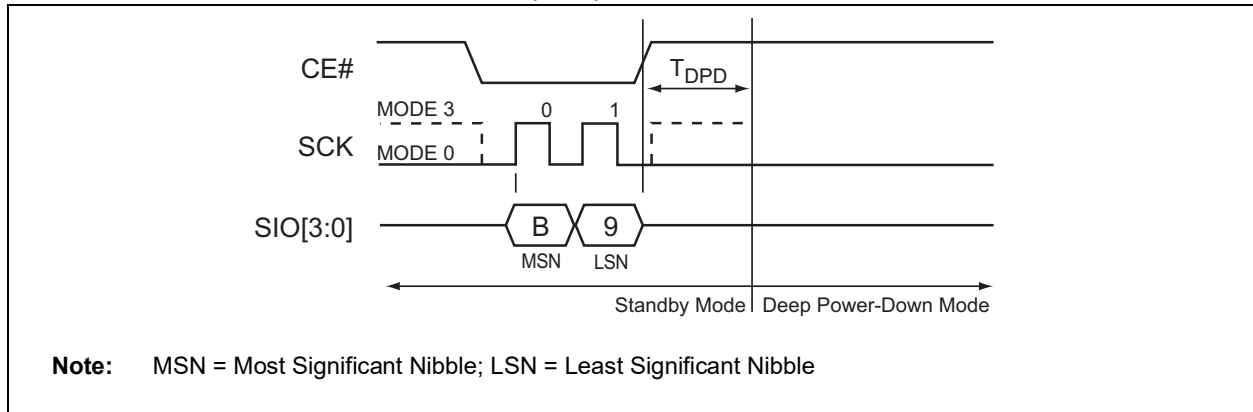 CE#
T DPD
MODE 3 0 1
SCK MODE 0
SIO[3:0] B 9
MSN LSN
Standby Mode Deep Power-Down Mode
Note: MSN = Most Significant Nibble; LSN = Least Significant Nibble